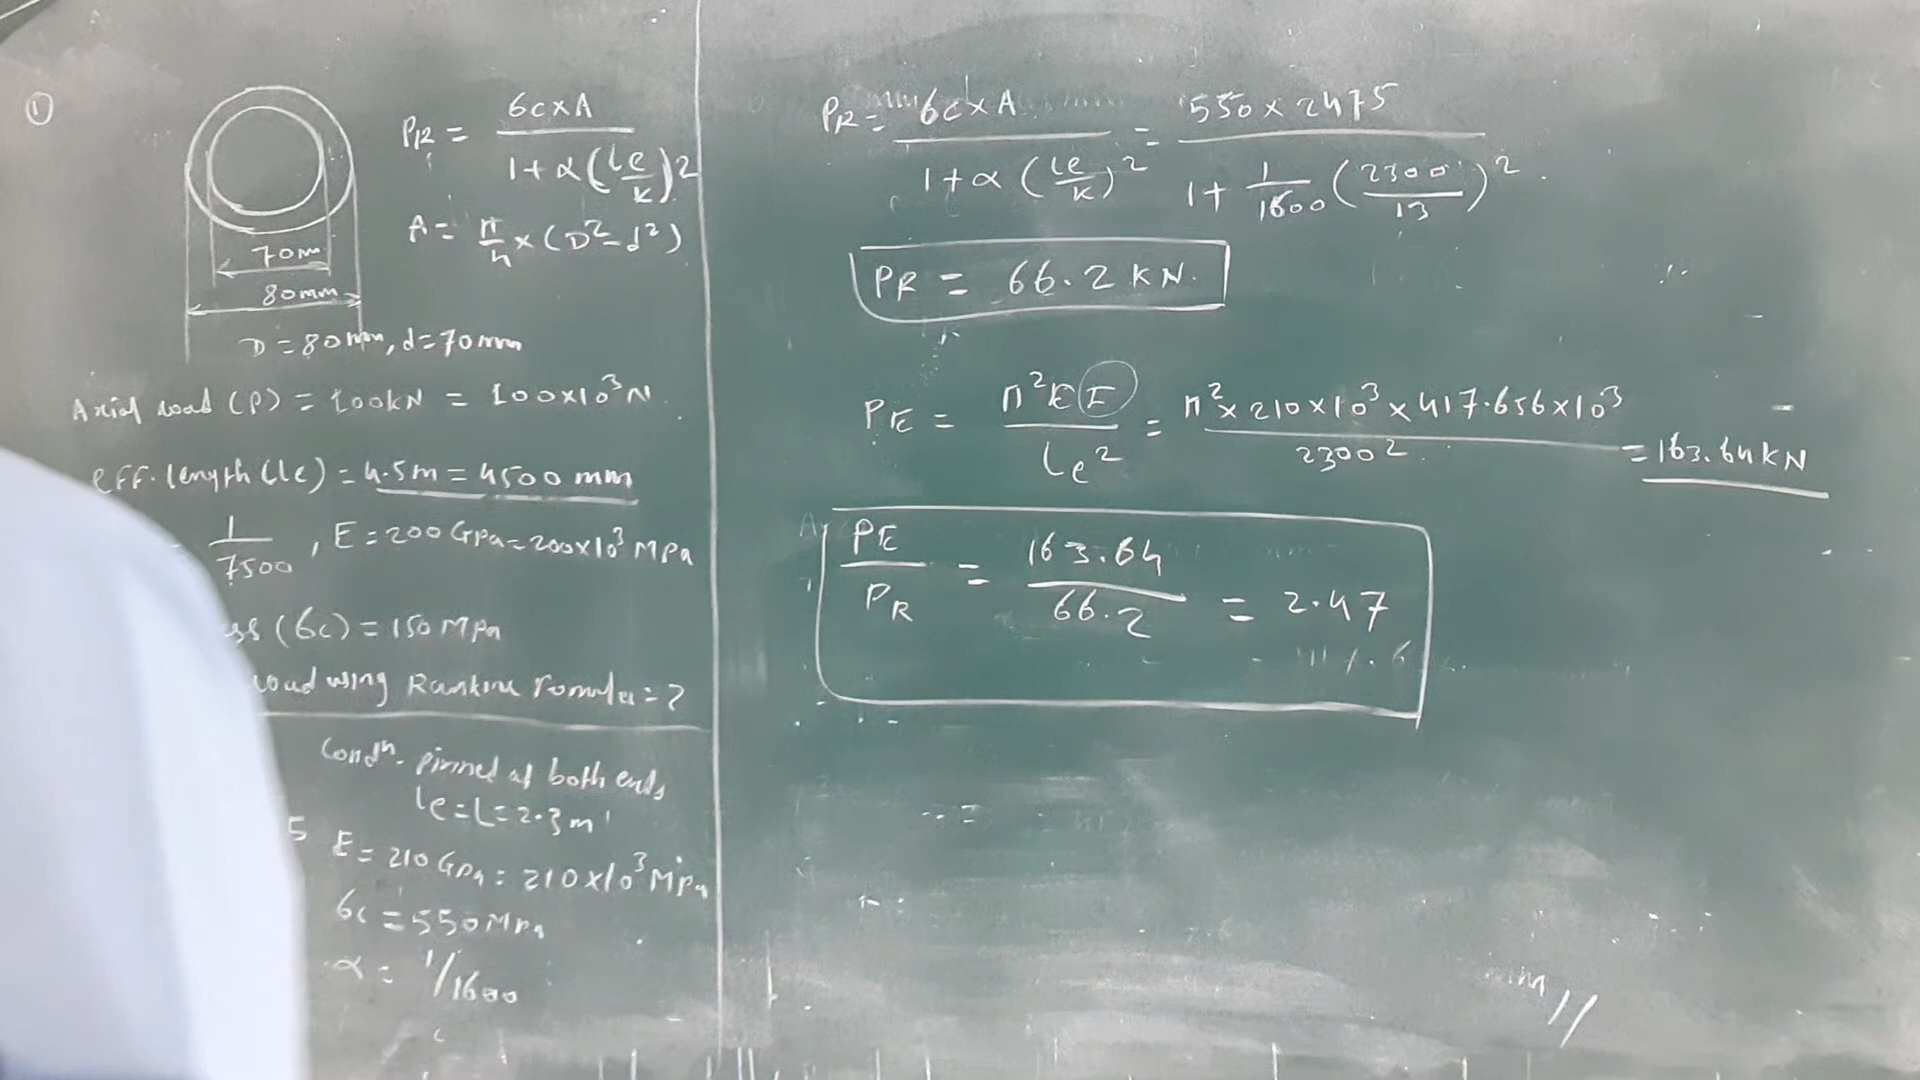 ①
70m
80mm
D = 80mm, d = 70mm
PR = 6c×A / 1+α(le/k)2
A = π/4 × (D²-d²)
Axial load (P) = 100kN = 100×10³N
eff. length (le) = 4.5m = 4500 mm
1/7500 , E = 200 Gpa = 200×10³ MPa
(6c) = 150 MPa
load using Rankine Formula = ?
Condⁿ - pinned at both ends
le = L = 2.3m
5 E = 210 Gpa = 210×10³ MPa
6c = 550 MPa
α = 1/1600
PR = 6c×A / 1+α(le/k)² = 550×2475 / 1+ 1/1600 (2300/13)²
PR = 66.2 KN.
PE = π²EI / le² = π²×210×10³×417.656×10³ / 2300² = 163.64 KN
PE/PR = 163.64/66.2 = 2.47